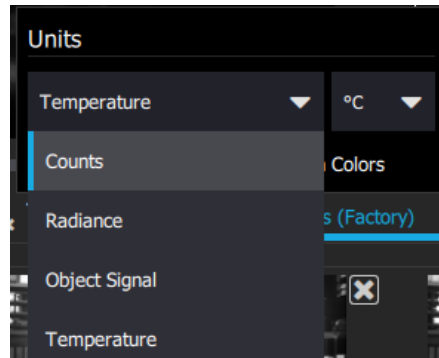 Units
Temperature °C
Counts
Colors
Radiance
(Factory)
Object Signal
Temperature